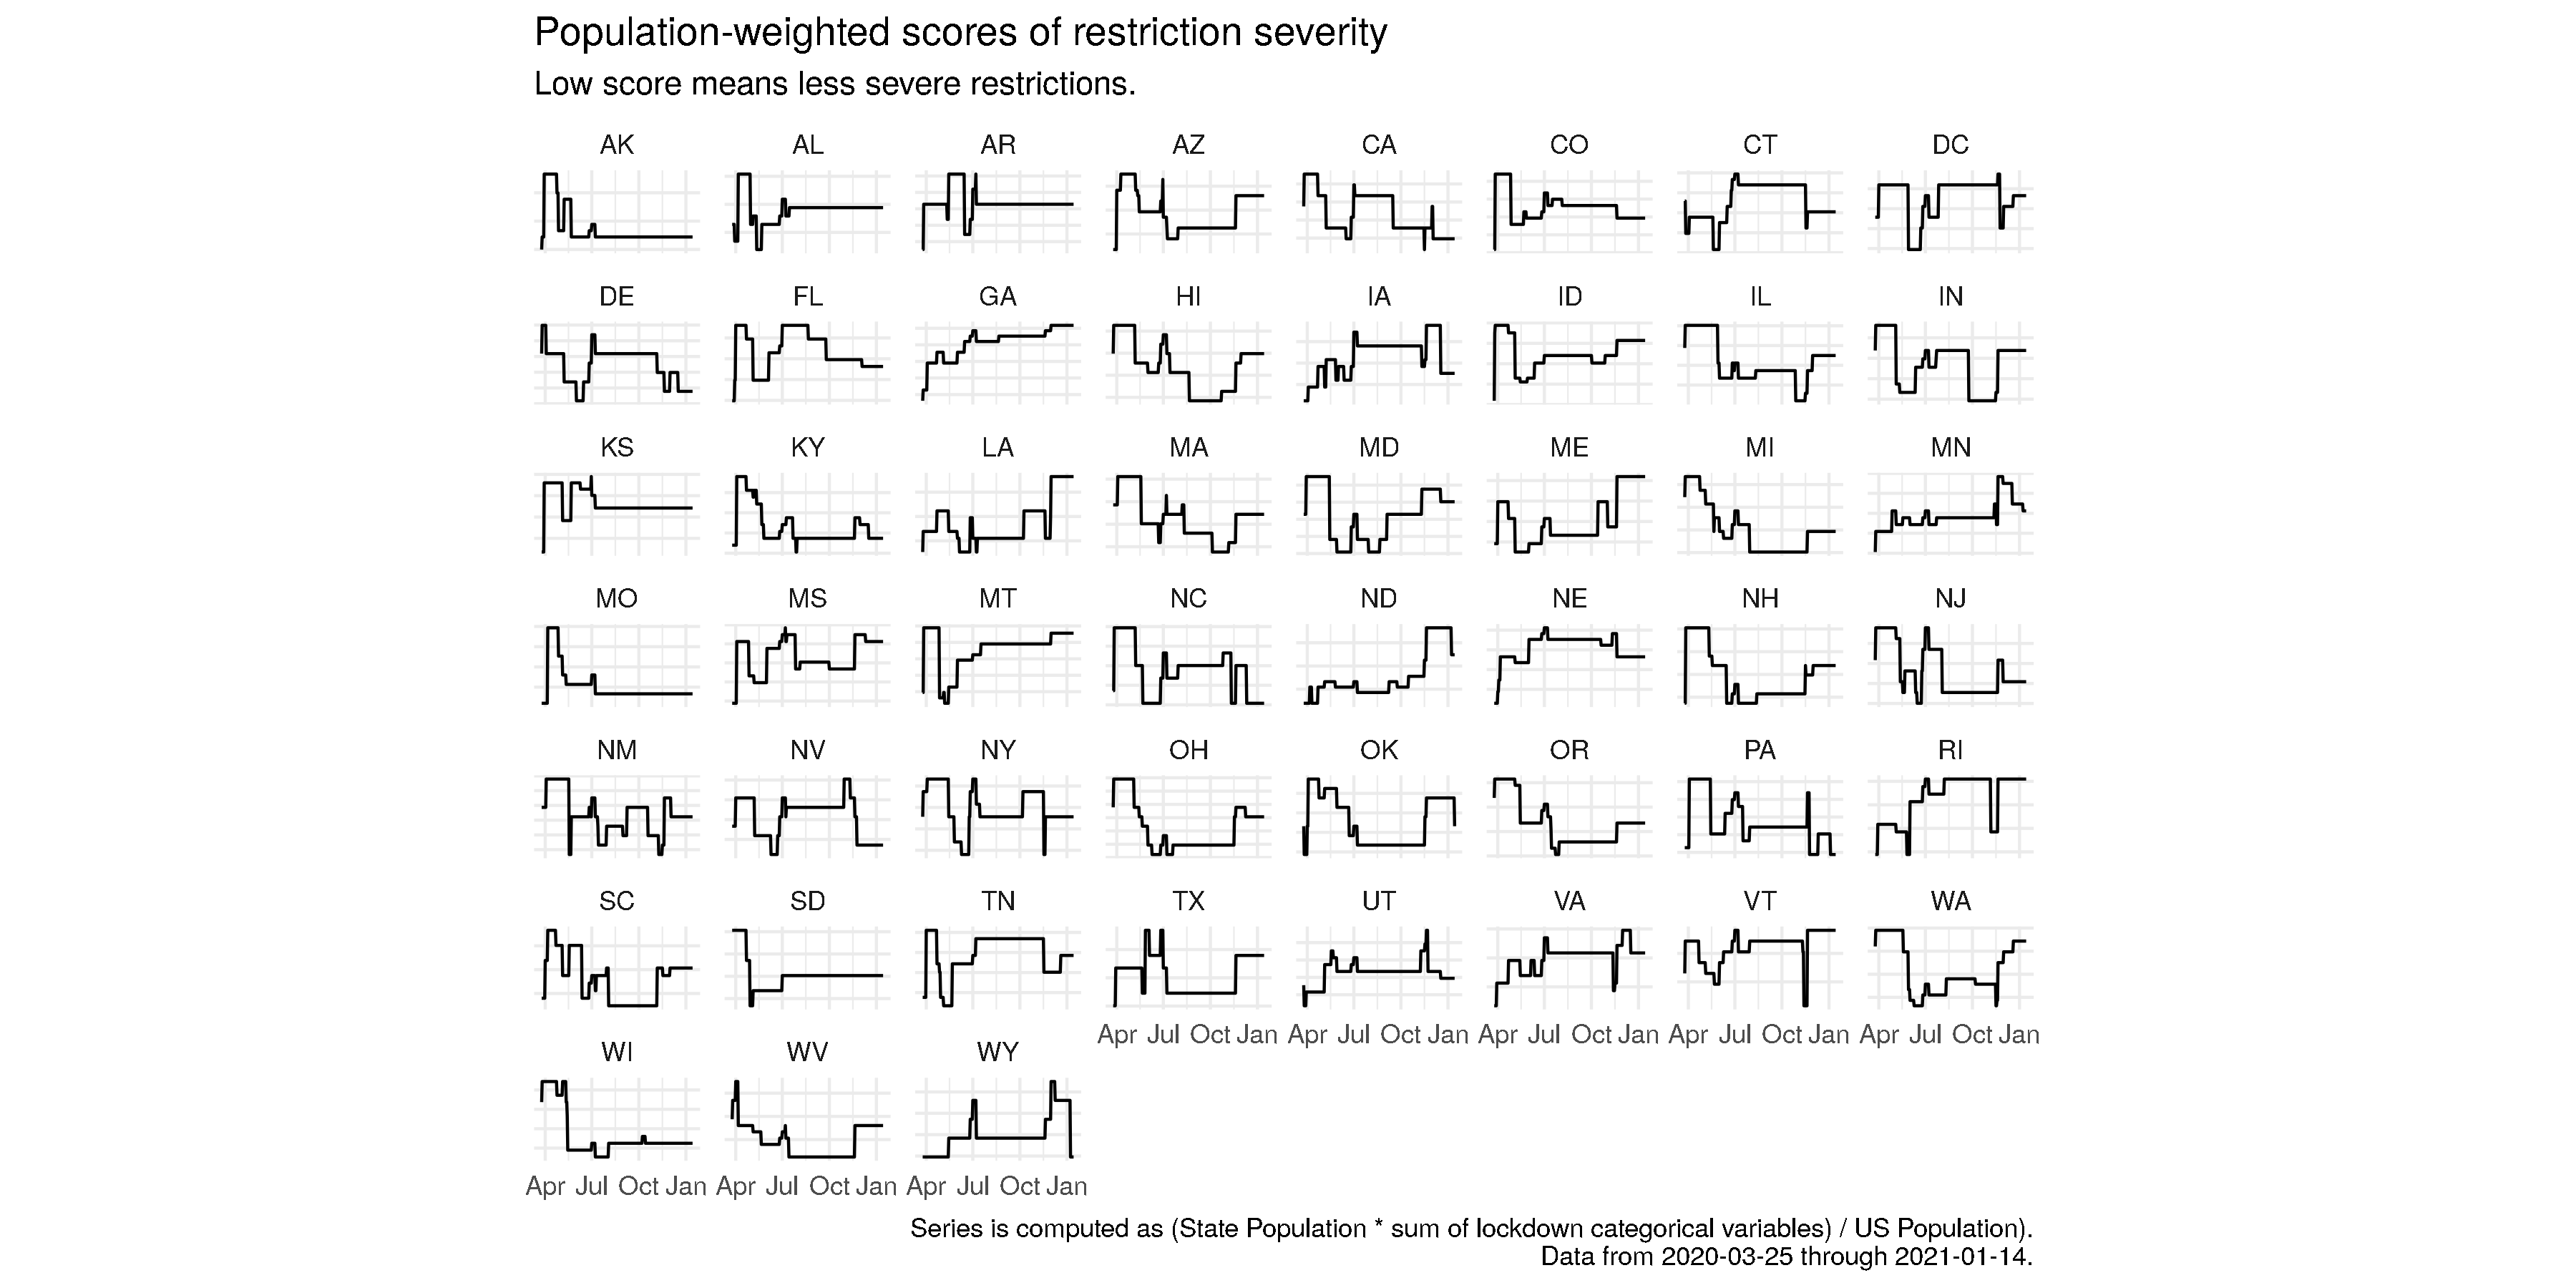 Population-weighted scores of restriction severity
Low score means less severe restrictions.
AK AL AR AZ CA CO CT DC
DE FL GA HI IA ID IL IN
KS KY LA MA MD ME MI MN
MO MS MT NC ND NE NH NJ
NM NV NY OH OK OR PA RI
SC SD TN TX UT VA VT WA
Apr Jul Oct Jan Apr Jul Oct Jan Apr Jul Oct Jan Apr Jul Oct Jan Apr Jul Oct Jan
WI WV WY
Apr Jul Oct Jan Apr Jul Oct Jan Apr Jul Oct Jan
Series is computed as (State Population * sum of lockdown categorical variables) / US Population).
Data from 2020-03-25 through 2021-01-14.